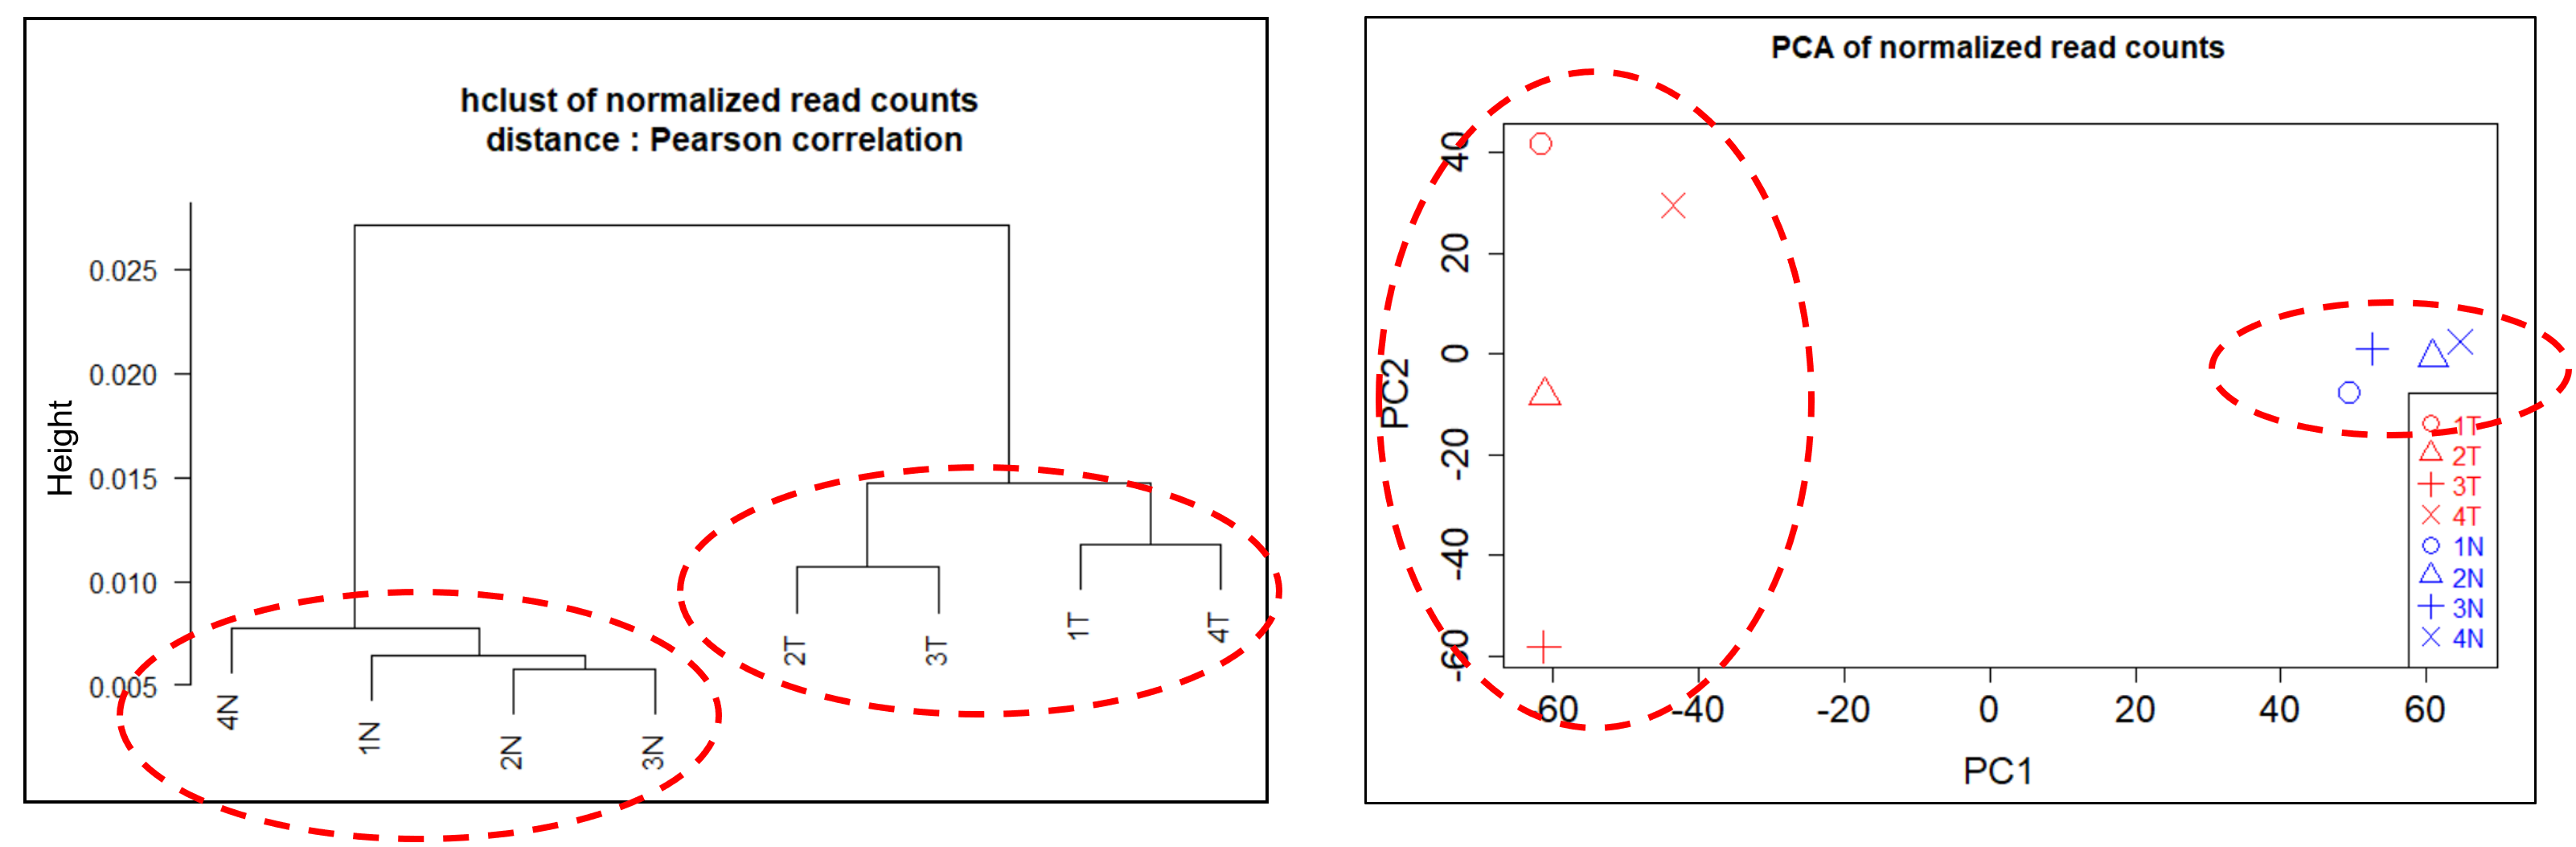 hclust of normalized read counts
distance : Pearson correlation
Height
0.025
0.020
0.015
0.010
0.005
4N
1N
2N
3N
2T
3T
1T
4T
PCA of normalized read counts
PC2
40
20
0
-20
-40
-60
-60
-40
-20
0
20
40
60
PC1
1T
2T
3T
4T
1N
2N
3N
4N